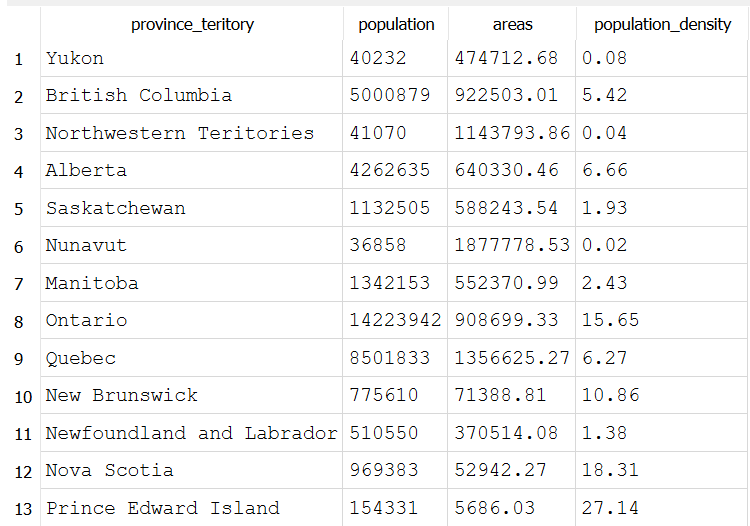 province_teritory population areas population_density
1 Yukon 40232 474712.68 0.08
2 British Columbia 5000879 922503.01 5.42
3 Northwestern Teritories 41070 1143793.86 0.04
4 Alberta 4262635 640330.46 6.66
5 Saskatchewan 1132505 588243.54 1.93
6 Nunavut 36858 1877778.53 0.02
7 Manitoba 1342153 552370.99 2.43
8 Ontario 14223942 908699.33 15.65
9 Quebec 8501833 1356625.27 6.27
10 New Brunswick 775610 71388.81 10.86
11 Newfoundland and Labrador 510550 370514.08 1.38
12 Nova Scotia 969383 52942.27 18.31
13 Prince Edward Island 154331 5686.03 27.14